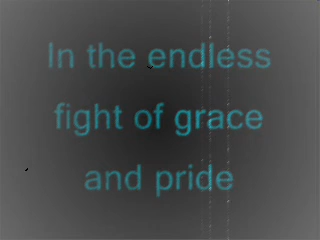 In the endless
fight of grace
and pride